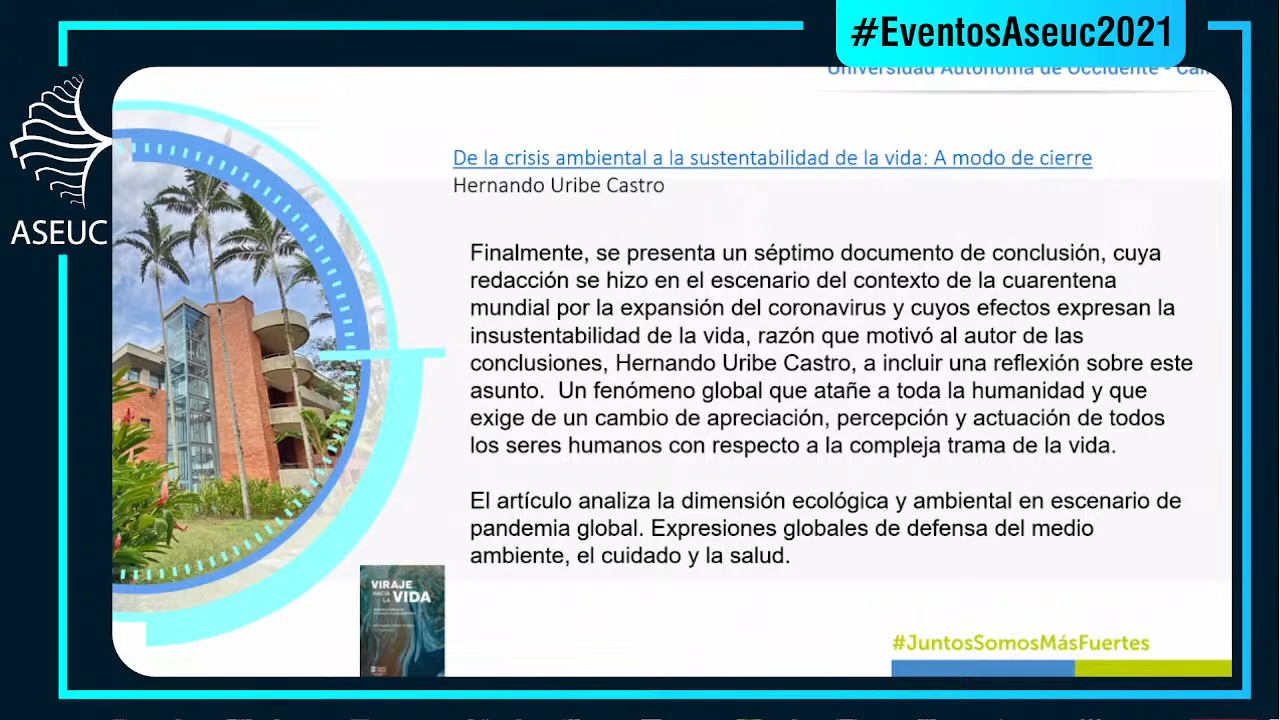 #EventosAseuc2021
Universidad Autónoma de Occidente - Cali
ASEUC
De la crisis ambiental a la sustentabilidad de la vida: A modo de cierre
Hernando Uribe Castro
Finalmente, se presenta un séptimo documento de conclusión, cuya
redacción se hizo en el escenario del contexto de la cuarentena
mundial por la expansión del coronavirus y cuyos efectos expresan la
insustentabilidad de la vida, razón que motivó al autor de las
conclusiones, Hernando Uribe Castro, a incluir una reflexión sobre este
asunto. Un fenómeno global que atañe a toda la humanidad y que
exige de un cambio de apreciación, percepción y actuación de todos
los seres humanos con respecto a la compleja trama de la vida.
El artículo analiza la dimensión ecológica y ambiental en escenario de
pandemia global. Expresiones globales de defensa del medio
ambiente, el cuidado y la salud.
VIRAJE
HACIA
LA VIDA
#JuntosSomosMásFuertes